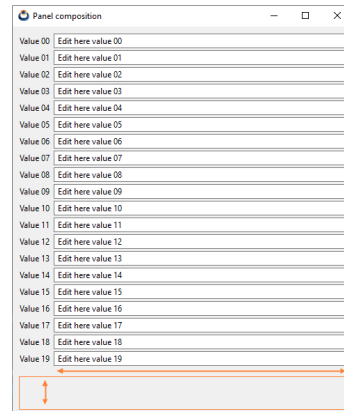 Panel composition
Value 00 Edit here value 00
Value 01 Edit here value 01
Value 02 Edit here value 02
Value 03 Edit here value 03
Value 04 Edit here value 04
Value 05 Edit here value 05
Value 06 Edit here value 06
Value 07 Edit here value 07
Value 08 Edit here value 08
Value 09 Edit here value 09
Value 10 Edit here value 10
Value 11 Edit here value 11
Value 12 Edit here value 12
Value 13 Edit here value 13
Value 14 Edit here value 14
Value 15 Edit here value 15
Value 16 Edit here value 16
Value 17 Edit here value 17
Value 18 Edit here value 18
Value 19 Edit here value 19